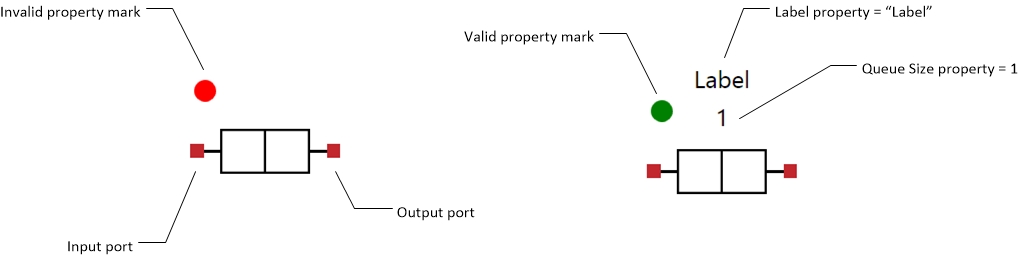 Invalid property mark
Input port
Output port
Valid property mark
Label property = “Label”
Label
Queue Size property = 1
1